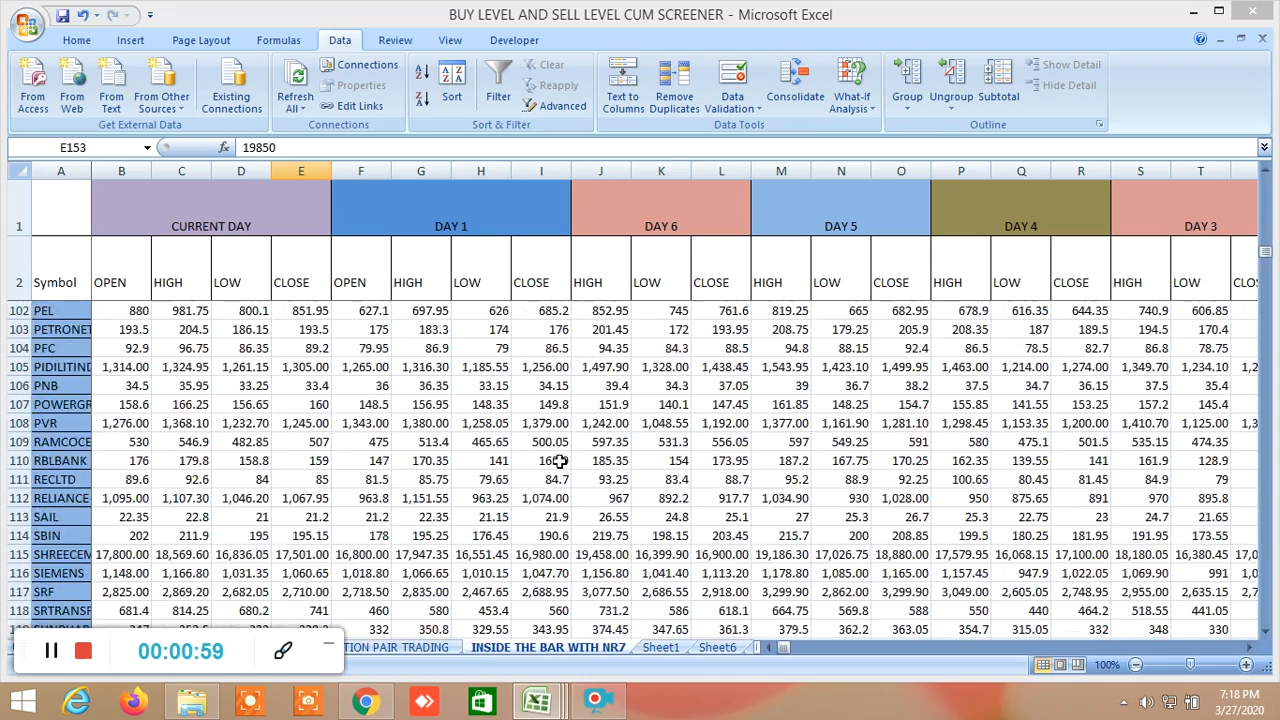 BUY LEVEL AND SELL LEVEL CUM SCREENER - Microsoft Excel
Home Insert Page Layout Formulas Data Review View Developer
From Access
From Web
From Text
From Other Sources
Existing Connections
Get External Data
Refresh All
Connections
Properties
Edit Links
Connections
Sort
Filter
Clear
Reapply
Advanced
Sort & Filter
Text to Columns
Remove Duplicates
Data Validation
Consolidate
What-If Analysis
Data Tools
Group
Ungroup
Subtotal
Show Detail
Hide Detail
Outline
E153 fx 19850
A B C D E F G H I J K L M N O P Q R S T
1 CURRENT DAY DAY 1 DAY 6 DAY 5 DAY 4 DAY 3
2 Symbol OPEN HIGH LOW CLOSE OPEN HIGH LOW CLOSE HIGH LOW CLOSE HIGH LOW CLOSE HIGH LOW CLOSE HIGH LOW CLO
102 PEL 880 981.75 800.1 851.95 627.1 697.95 626 685.2 852.95 745 761.6 819.25 665 682.95 678.9 616.35 644.35 740.9 606.85
103 PETRONET 193.5 204.5 186.15 193.5 175 183.3 174 176 201.45 172 193.95 208.75 179.25 205.9 208.35 187 189.5 194.5 170.4
104 PFC 92.9 96.75 86.35 89.2 79.95 86.9 79 86.5 94.35 84.3 88.5 94.8 88.15 92.4 86.5 78.5 82.7 86.8 78.75
105 PIDILITIND 1,314.00 1,324.95 1,261.15 1,305.00 1,265.00 1,316.30 1,185.55 1,256.00 1,497.90 1,328.00 1,438.45 1,543.95 1,423.10 1,499.95 1,463.00 1,214.00 1,274.00 1,349.70 1,234.10 1,2
106 PNB 34.5 35.95 33.25 33.4 36 36.35 33.15 34.15 39.4 34.3 37.05 39 36.7 38.2 37.5 34.7 36.15 37.5 35.4
107 POWERGR 158.6 166.25 156.65 160 148.5 156.95 148.35 149.8 151.9 140.1 147.45 161.85 148.25 154.7 155.85 141.55 153.25 157.2 145.4
108 PVR 1,276.00 1,368.10 1,232.70 1,245.00 1,343.00 1,380.00 1,258.05 1,379.00 1,242.00 1,048.55 1,192.00 1,377.00 1,161.90 1,281.10 1,298.45 1,153.35 1,200.00 1,410.70 1,125.00 1,3
109 RAMCOCE 530 546.9 482.85 507 475 513.4 465.65 500.05 597.35 531.3 556.05 597 549.25 591 580 475.1 501.5 535.15 474.35
110 RBLBANK 176 179.8 158.8 159 147 170.35 141 185.35 154 173.95 187.2 167.75 170.25 162.35 139.55 141 161.9 128.9
111 RECLTD 89.6 92.6 84 85 81.5 85.75 79.65 84.7 93.25 83.4 88.7 95.2 88.9 92.25 100.65 80.45 81.45 84.9 79
112 RELIANCE 1,095.00 1,107.30 1,046.20 1,067.95 963.8 1,151.55 963.25 1,074.00 967 892.2 917.7 1,034.90 930 1,028.00 950 875.65 891 970 895.8
113 SAIL 22.35 22.8 21 21.2 21.2 22.35 21.15 21.9 26.55 24.8 25.1 27 25.3 26.7 25.3 22.75 23 24.7 21.65
114 SBIN 202 211.9 195 195.15 178 195.25 176.45 190.6 219.75 198.15 203.45 215.7 200 208.85 199.5 181.35 181.95 191.95 173.55
115 SHREECEM 17,800.00 18,569.60 16,836.05 17,501.00 16,800.00 17,947.35 16,551.45 16,980.00 19,458.00 16,399.90 16,900.00 19,186.30 17,026.75 18,880.00 17,579.95 16,068.15 17,100.00 18,180.05 16,380.45 17,0
116 SIEMENS 1,148.00 1,166.80 1,031.35 1,060.65 1,018.80 1,066.65 1,010.15 1,047.70 1,156.80 1,041.40 1,113.20 1,178.80 1,085.00 1,165.00 1,157.45 947.9 1,022.05 1,069.90 991 1,0
117 SRF 2,825.00 2,869.20 2,682.05 2,710.00 2,718.50 2,835.00 2,467.65 2,688.95 3,077.50 2,686.55 2,918.00 3,299.90 2,862.00 3,299.90 3,049.00 2,605.05 2,748.95 2,955.00 2,635.15 2,7
118 SRTRANSF 681.4 814.25 680.2 741 460 580 453.4 560 731.2 586 618.1 664.75 569.8 588 550 440 464.2 518.55 441.05
332 350.8 329.55 343.95 374.45 347.65 361.3 379.5 362.2 363.05 354.7 315.05 332 348 330
00:00:59
TION PAIR TRADING INSIDE THE BAR WITH NR7 Sheet1 Sheet6
100%
7:18 PM
3/27/2020